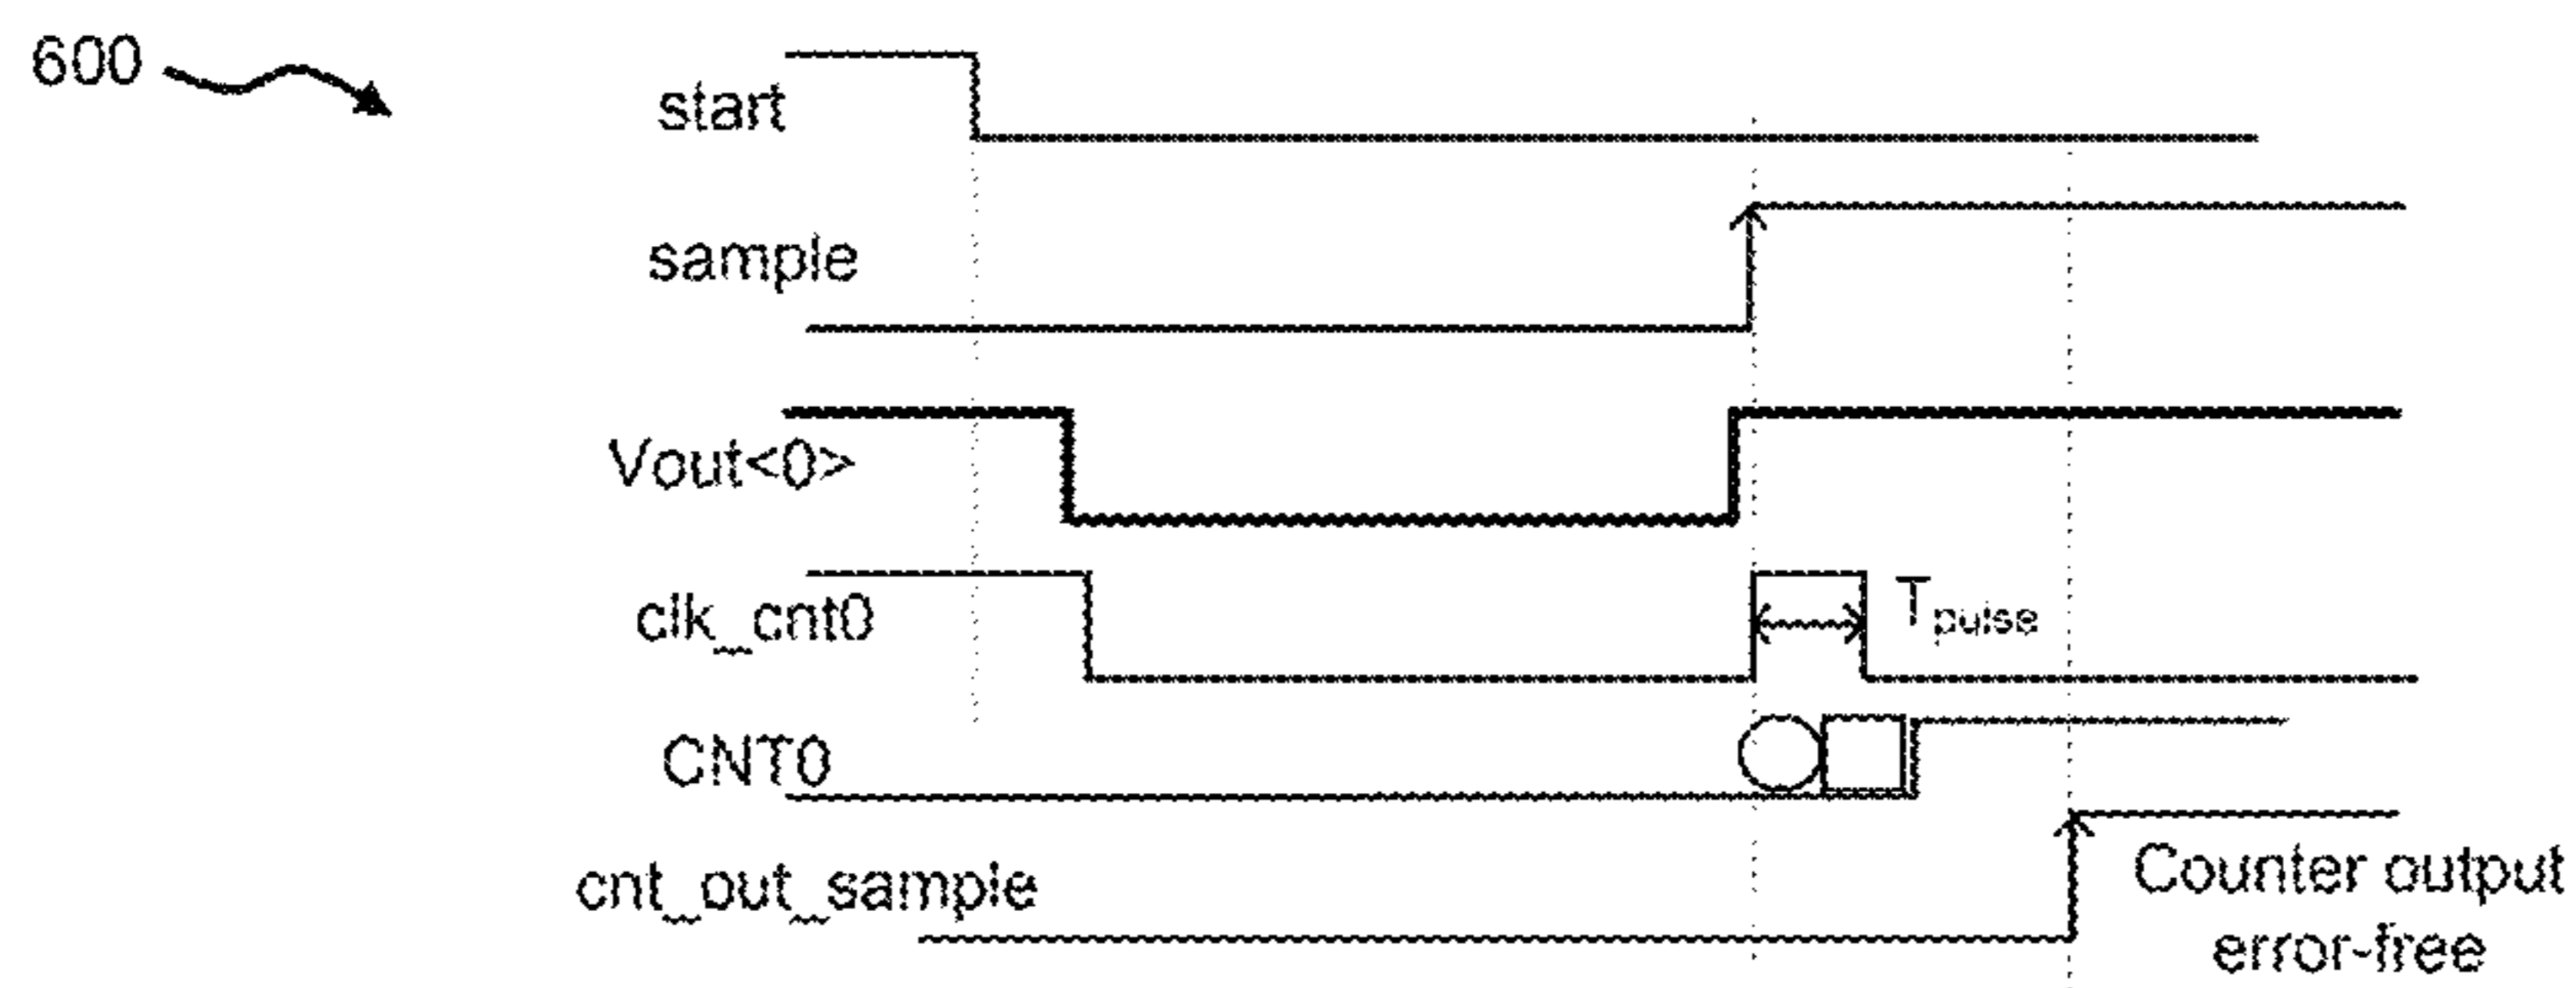 600
start
sample
Vout<0>
clk_cnt0
Tpulse
CNT0
cnt_out_sample
Counter output
error-free